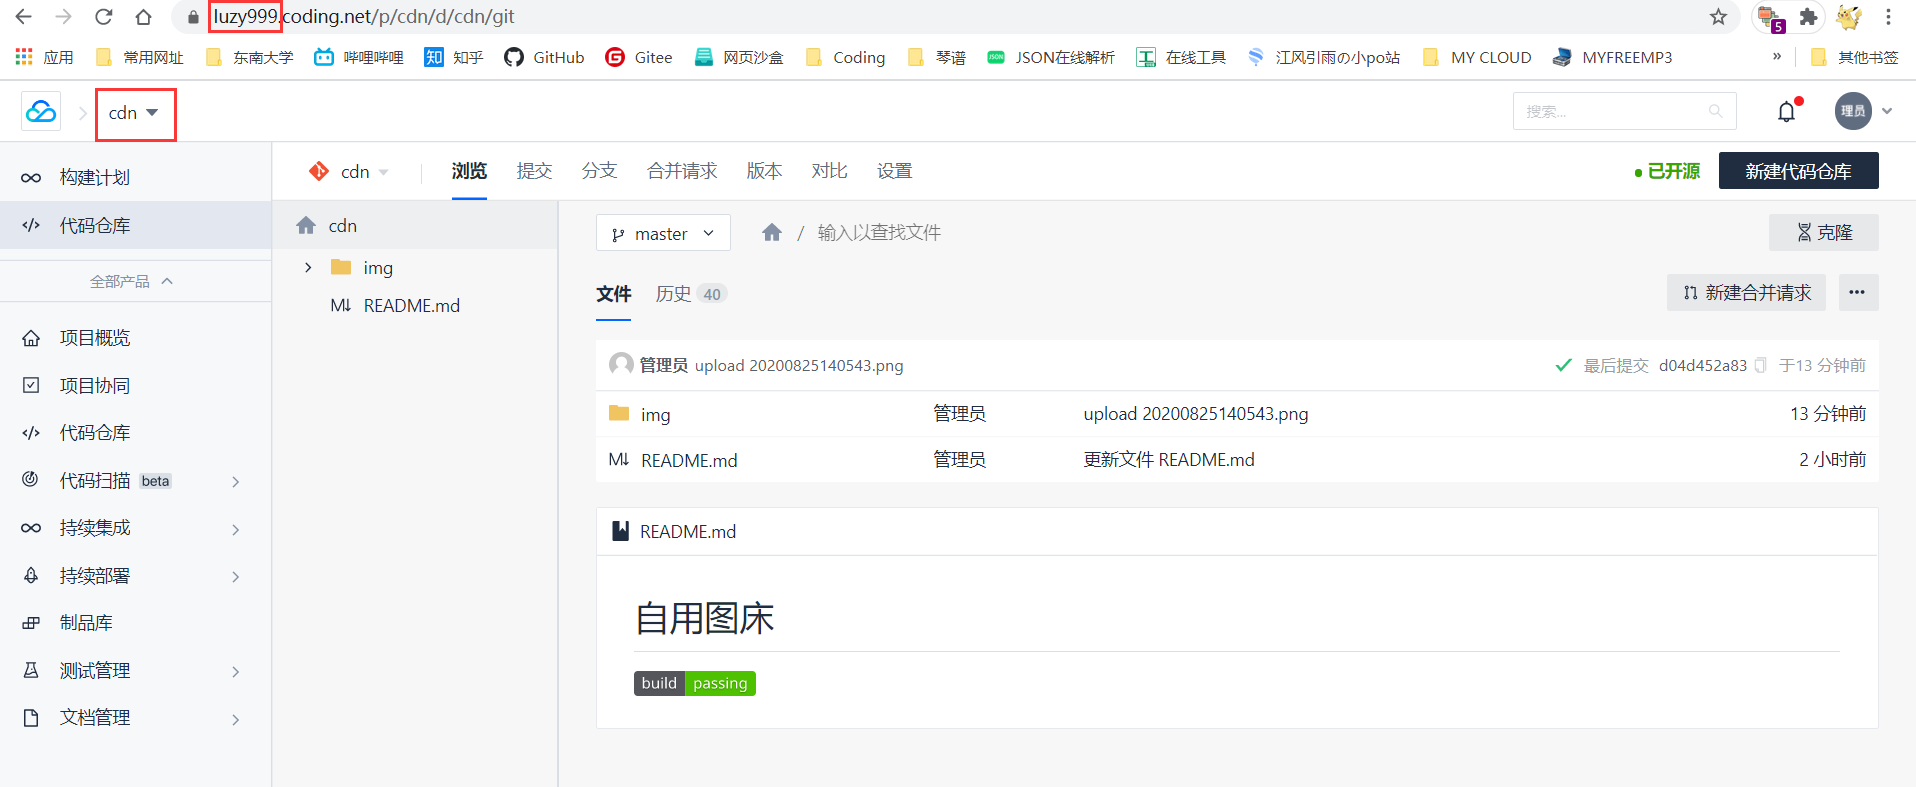 luzy999.coding.net/p/cdn/d/cdn/git
5
应用 常用网址 东南大学 哔哩哔哩 知 知乎 GitHub G Gitee 网页沙盒 Coding 琴谱 JSON JSON在线解析 工 在线工具 江风引雨の小po站 MY CLOUD MYFREEMP3 » 其他书签
cdn 搜索... 理员
构建计划
代码仓库
全部产品
项目概览
项目协同
代码仓库
代码扫描 beta
持续集成
持续部署
制品库
测试管理
文档管理
cdn 浏览 提交 分支 合并请求 版本 对比 设置 已开源 新建代码仓库
cdn
img
README.md
master / 输入以查找文件 克隆
文件 历史 40 新建合并请求
管理员 upload 20200825140543.png 最后提交 d04d452a83 于13 分钟前
img 管理员 upload 20200825140543.png 13 分钟前
README.md 管理员 更新文件 README.md 2 小时前
README.md
自用图床
build passing